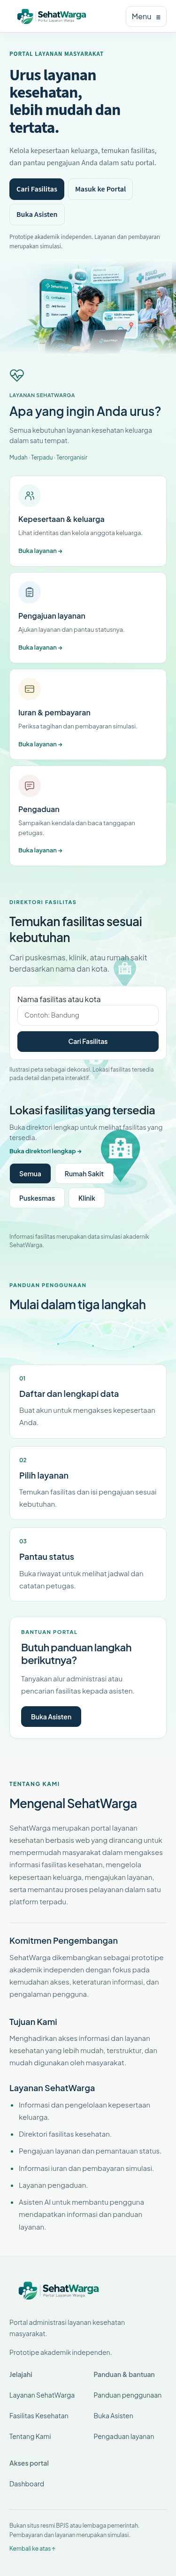 SehatWarga
Portal Layanan Masyarakat
Menu ≡
PORTAL LAYANAN MASYARAKAT
Urus layanan
kesehatan,
lebih mudah dan
tertata.
Kelola kepesertaan keluarga, temukan fasilitas,
dan pantau pengajuan Anda dalam satu portal.
Cari Fasilitas
Masuk ke Portal
Buka Asisten
Prototipe akademik independen. Layanan dan pembayaran
merupakan simulasi.
LAYANAN SEHATWARGA
Apa yang ingin Anda urus?
Semua kebutuhan layanan kesehatan keluarga
dalam satu tempat.
Mudah · Terpadu · Terorganisir
Kepesertaan & keluarga
Lihat identitas dan kelola anggota keluarga.
Buka layanan →
Pengajuan layanan
Ajukan layanan dan pantau statusnya.
Buka layanan →
Iuran & pembayaran
Periksa tagihan dan pembayaran simulasi.
Buka layanan →
Pengaduan
Sampaikan kendala dan baca tanggapan
petugas.
Buka layanan →
DIREKTORI FASILITAS
Temukan fasilitas sesuai
kebutuhan
Cari puskesmas, klinik, atau rumah sakit
berdasarkan nama dan kota.
Nama fasilitas atau kota
Contoh: Bandung
Cari Fasilitas
Ilustrasi peta sebagai dekorasi. Lokasi fasilitas tersedia
pada detail dan peta interaktif.
Lokasi fasilitas yang tersedia
Buka direktori lengkap untuk melihat fasilitas yang
tersedia.
Buka direktori lengkap →
Semua
Rumah Sakit
Puskesmas
Klinik
Informasi fasilitas merupakan data simulasi akademik
SehatWarga.
PANDUAN PENGGUNAAN
Mulai dalam tiga langkah
01
Daftar dan lengkapi data
Buat akun untuk mengakses kepesertaan
Anda.
02
Pilih layanan
Temukan fasilitas dan isi pengajuan sesuai
kebutuhan.
03
Pantau status
Buka riwayat untuk melihat jadwal dan
catatan petugas.
BANTUAN PORTAL
Butuh panduan langkah
berikutnya?
Tanyakan alur administrasi atau
pencarian fasilitas kepada asisten.
Buka Asisten
TENTANG KAMI
Mengenal SehatWarga
SehatWarga merupakan portal layanan
kesehatan berbasis web yang dirancang untuk
mempermudah masyarakat dalam mengakses
informasi fasilitas kesehatan, mengelola
kepesertaan keluarga, mengajukan layanan,
serta memantau proses pelayanan dalam satu
platform terpadu.
Komitmen Pengembangan
SehatWarga dikembangkan sebagai prototipe
akademik independen dengan fokus pada
kemudahan akses, keteraturan informasi, dan
pengalaman pengguna.
Tujuan Kami
Menghadirkan akses informasi dan layanan
kesehatan yang lebih mudah, terstruktur, dan
mudah digunakan oleh masyarakat.
Layanan SehatWarga
• Informasi dan pengelolaan kepesertaan
keluarga.
• Direktori fasilitas kesehatan.
• Pengajuan layanan dan pemantauan status.
• Informasi iuran dan pembayaran simulasi.
• Layanan pengaduan.
• Asisten AI untuk membantu pengguna
mendapatkan informasi dan panduan
layanan.
SehatWarga
Portal Layanan Masyarakat
Portal administrasi layanan kesehatan
masyarakat.
Prototipe akademik independen.
Jelajahi
Panduan & bantuan
Layanan SehatWarga
Panduan penggunaan
Fasilitas Kesehatan
Buka Asisten
Tentang Kami
Pengaduan layanan
Akses portal
Dashboard
Bukan situs resmi BPJS atau lembaga pemerintah.
Pembayaran dan layanan merupakan simulasi.
Kembali ke atas ↑